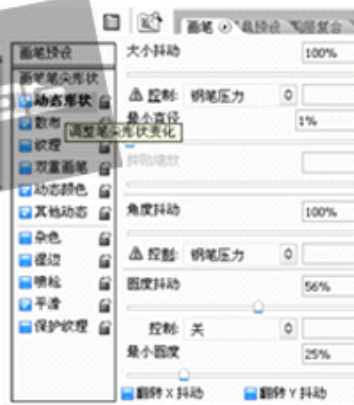 画笔
画笔预设
大小抖动 100%
画笔笔尖形状
动态形状
控制: 钢笔压力
散布
最小直径 1%
调整笔尖形状变化
纹理
双重画笔
动态颜色
其他动态
角度抖动 100%
杂色
湿边
控制: 钢笔压力
喷枪
圆度抖动 56%
平滑
保护纹理
控制: 关
最小圆度 25%
翻转 X 抖动 翻转 Y 抖动